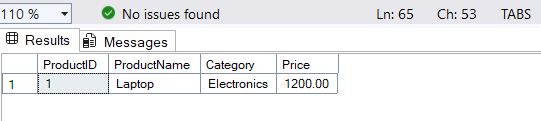 110 % No issues found Ln: 65 Ch: 53 TABS
Results Messages
ProductID ProductName Category Price
1 1 Laptop Electronics 1200.00